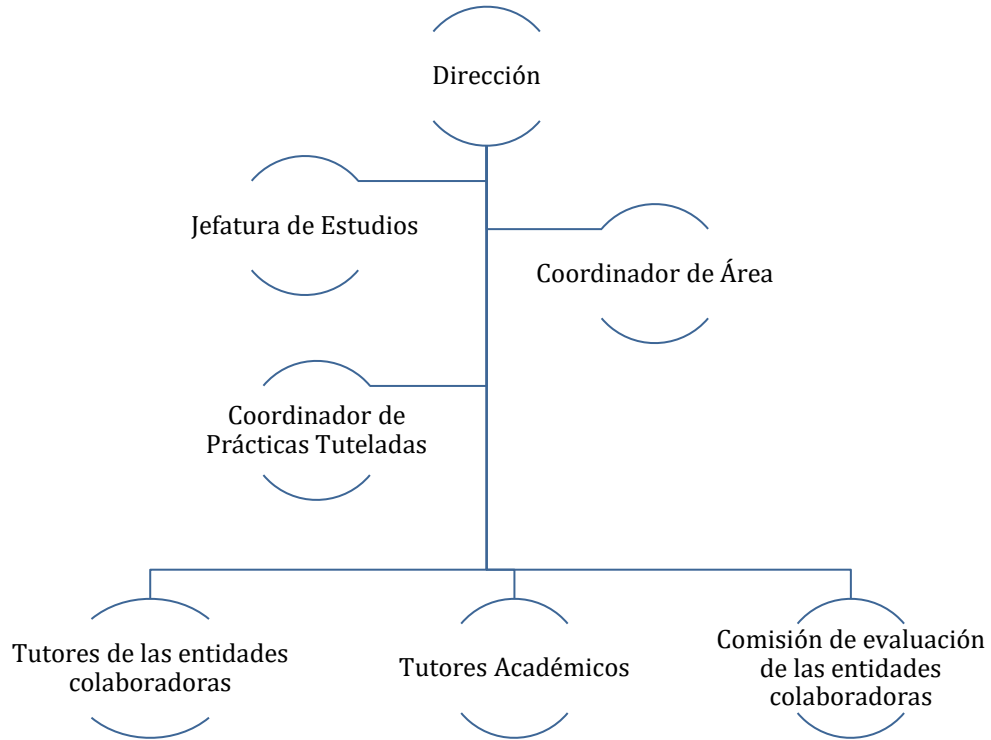 Dirección
Jefatura de Estudios
Coordinador de Área
Coordinador de
Prácticas Tuteladas
Tutores de las entidades
colaboradoras
Tutores Académicos
Comisión de evaluación
de las entidades
colaboradoras